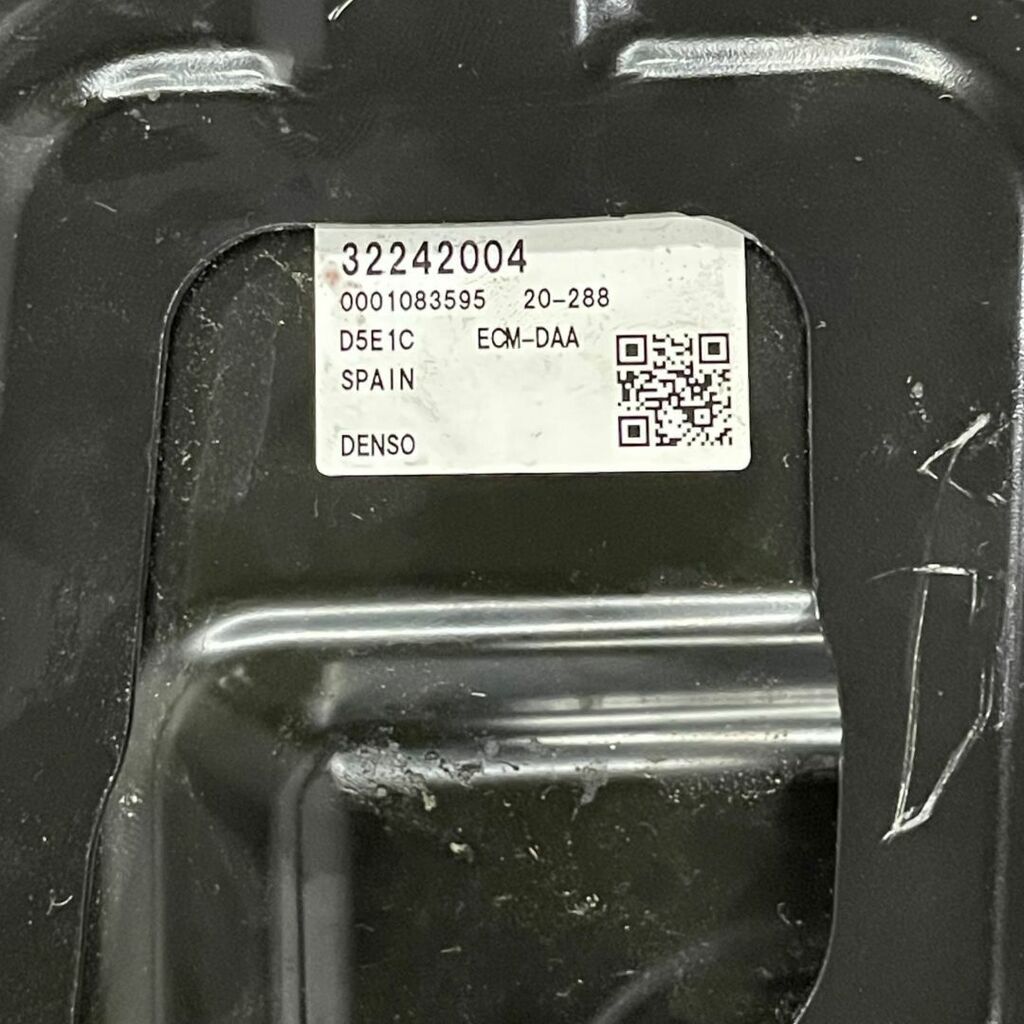 32242004
0001083595 20-288
D5E1C ECM-DAA
SPAIN
DENSO